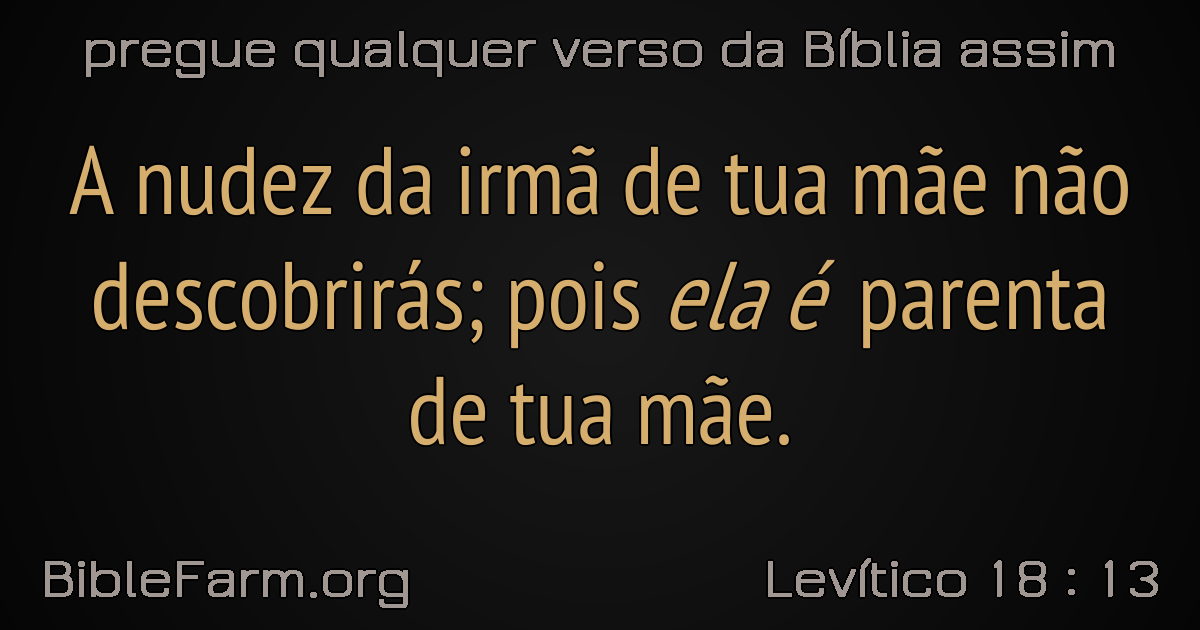 pregue qualquer verso da Bíblia assim
A nudez da irmã de tua mãe não
descobrirás; pois ela é parenta
de tua mãe.
BibleFarm.org
Levítico 18 : 13